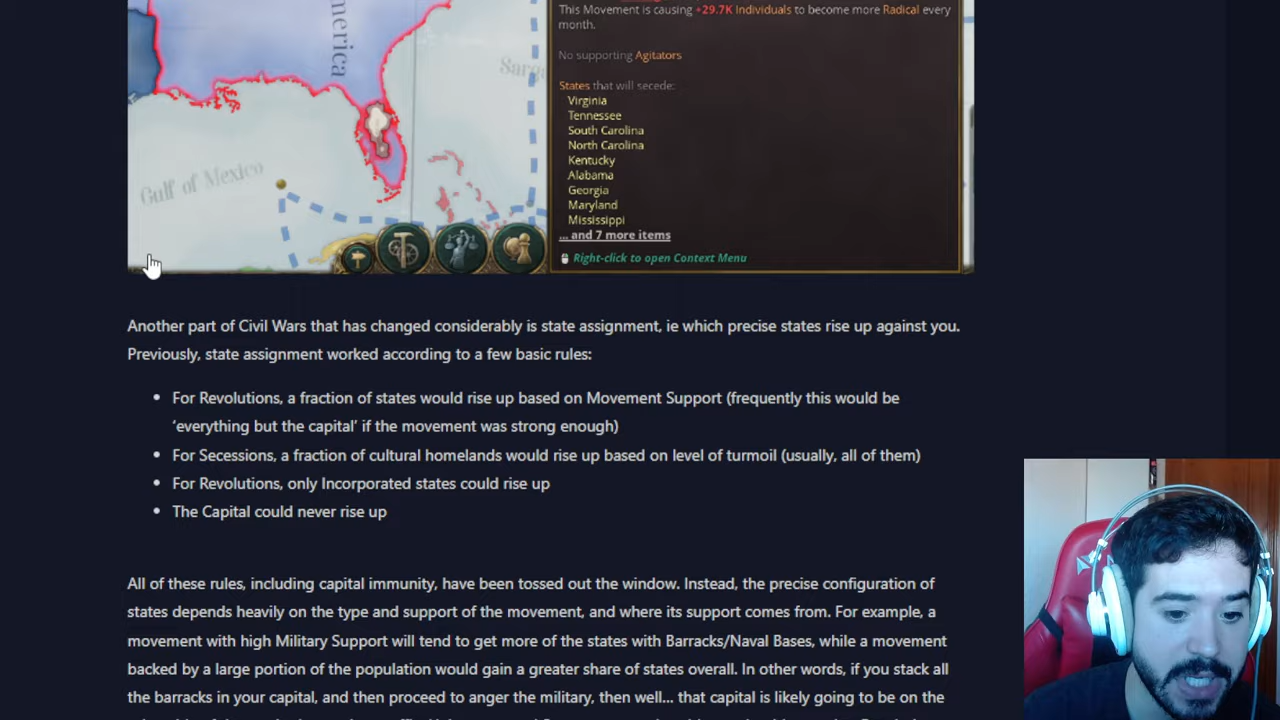 This Movement is causing +29.7K Individuals to become more Radical every
month.
No supporting Agitators
States that will secede:
Virginia
Tennessee
South Carolina
North Carolina
Kentucky
Alabama
Georgia
Maryland
Mississippi
... and 7 more items
Right-click to open Context Menu
merica
Sarg
Gulf of Mexico
Another part of Civil Wars that has changed considerably is state assignment, ie which precise states rise up against you.
Previously, state assignment worked according to a few basic rules:
• For Revolutions, a fraction of states would rise up based on Movement Support (frequently this would be
‘everything but the capital’ if the movement was strong enough)
• For Secessions, a fraction of cultural homelands would rise up based on level of turmoil (usually, all of them)
• For Revolutions, only Incorporated states could rise up
• The Capital could never rise up
All of these rules, including capital immunity, have been tossed out the window. Instead, the precise configuration of
states depends heavily on the type and support of the movement, and where its support comes from. For example, a
movement with high Military Support will tend to get more of the states with Barracks/Naval Bases, while a movement
backed by a large portion of the population would gain a greater share of states overall. In other words, if you stack all
the barracks in your capital, and then proceed to anger the military, then well... that capital is likely going to be on the